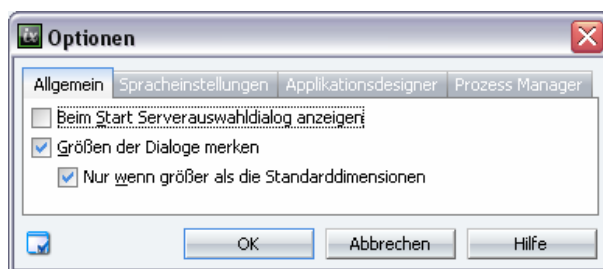 ix Optionen
Allgemein Spracheinstellungen Applikationsdesigner Prozess Manager
Beim Start Serverauswahldialog anzeigen
Größen der Dialoge merken
Nur wenn größer als die Standarddimensionen
OK Abbrechen Hilfe